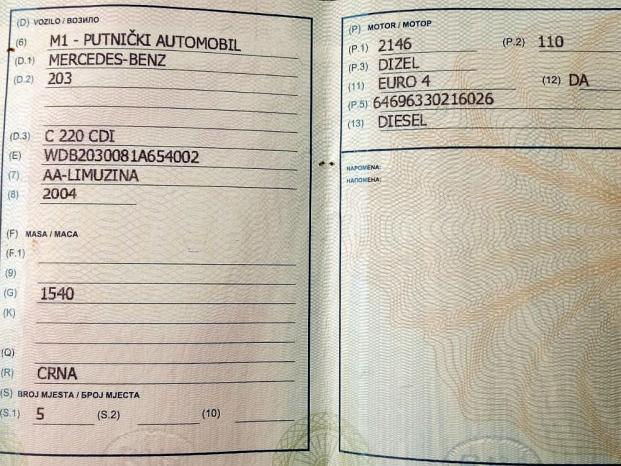 (D) VOZILO / ВОЗИЛО
(6) M1 - PUTNIČKI AUTOMOBIL
(D.1) MERCEDES-BENZ
(D.2) 203
(D.3) C 220 CDI
(E) WDB2030081A654002
(7) AA-LIMUZINA
(8) 2004
(F) MASA / МАСА
(F.1)
(9)
(G) 1540
(K)
(Q)
(R) CRNA
(S) BROJ MJESTA / БРОЈ МЈЕСТА
(S.1) 5 (S.2) (10)
(P) MOTOR / МОТОР
(P.1) 2146 (P.2) 110
(P.3) DIZEL
(11) EURO 4 (12) DA
(P.5) 64696330216026
(13) DIESEL
NAPOMENA:
НАПОМЕНА: